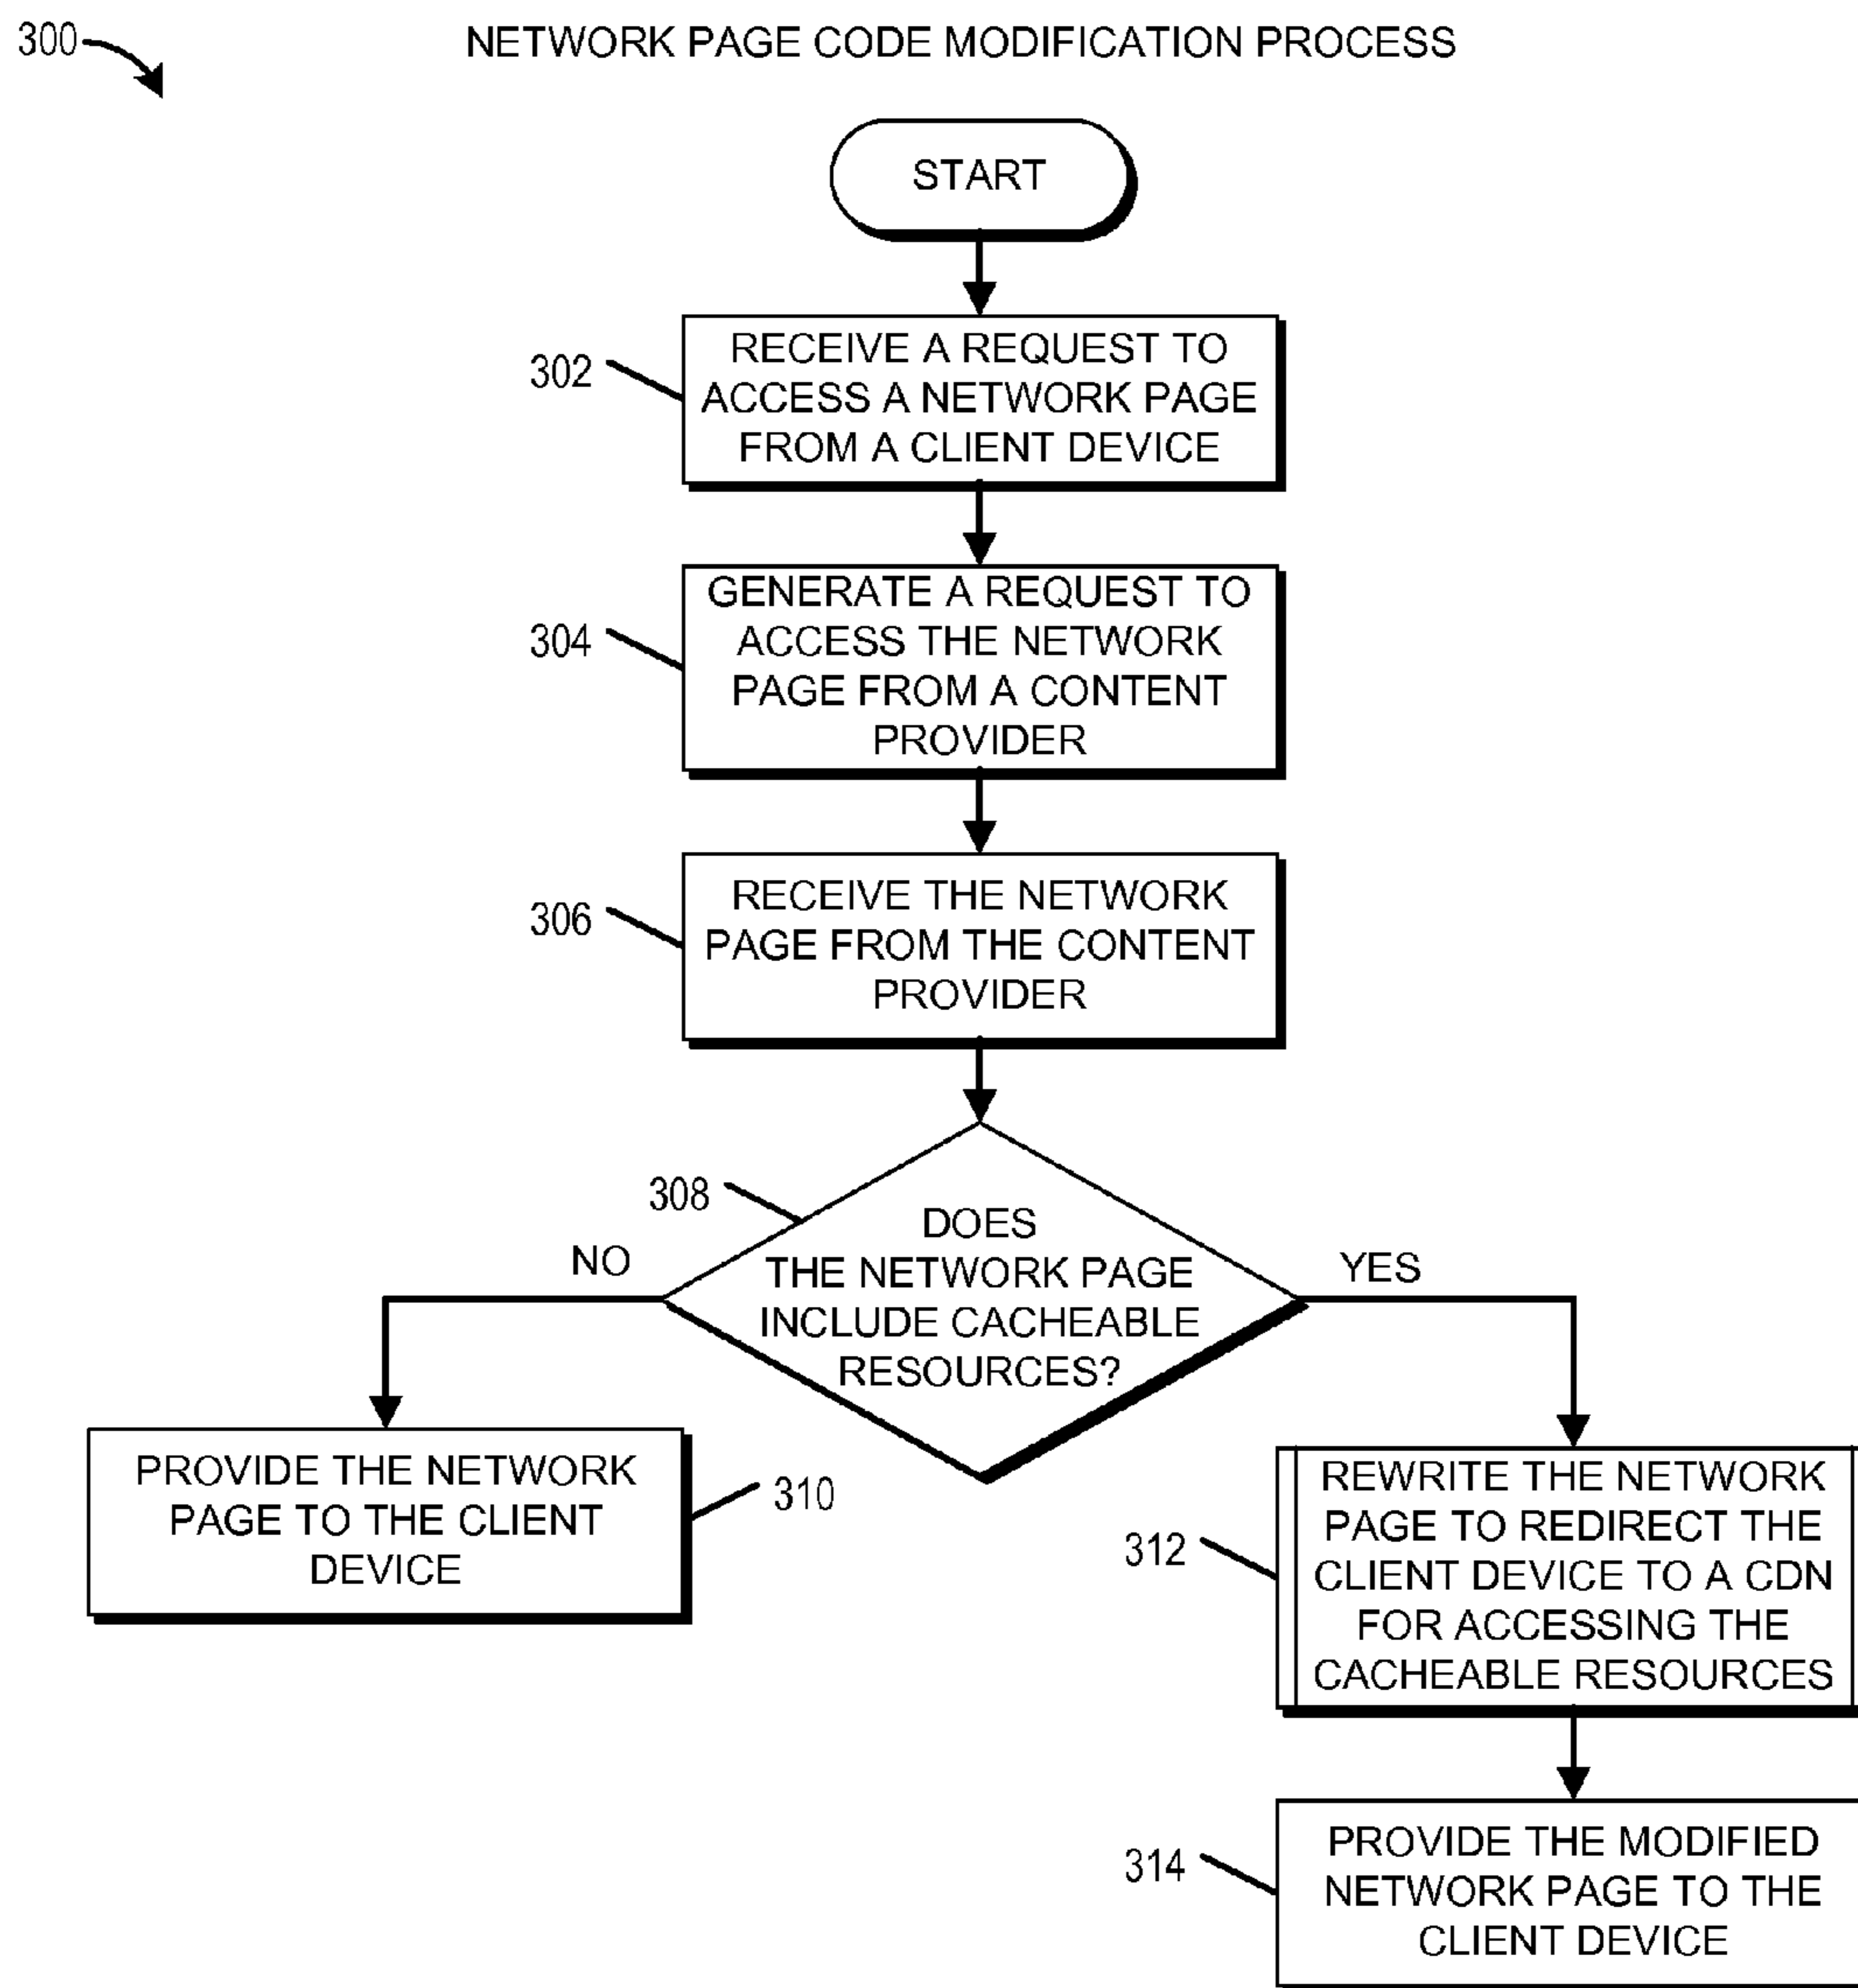 300
NETWORK PAGE CODE MODIFICATION PROCESS
START
302
RECEIVE A REQUEST TO
ACCESS A NETWORK PAGE
FROM A CLIENT DEVICE
304
GENERATE A REQUEST TO
ACCESS THE NETWORK
PAGE FROM A CONTENT
PROVIDER
306
RECEIVE THE NETWORK
PAGE FROM THE CONTENT
PROVIDER
308
DOES
THE NETWORK PAGE
INCLUDE CACHEABLE
RESOURCES?
NO
YES
PROVIDE THE NETWORK
PAGE TO THE CLIENT
DEVICE
310
312
REWRITE THE NETWORK
PAGE TO REDIRECT THE
CLIENT DEVICE TO A CDN
FOR ACCESSING THE
CACHEABLE RESOURCES
314
PROVIDE THE MODIFIED
NETWORK PAGE TO THE
CLIENT DEVICE